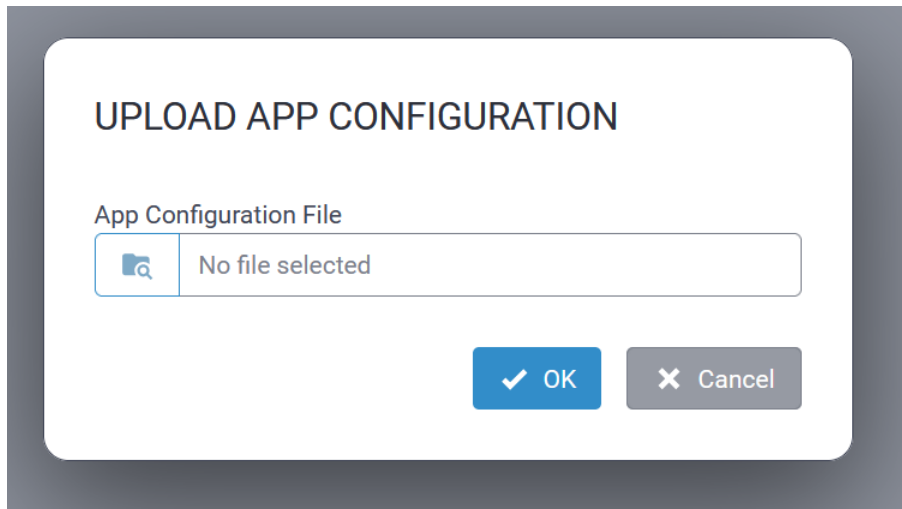 UPLOAD APP CONFIGURATION
App Configuration File
No file selected
OK
Cancel